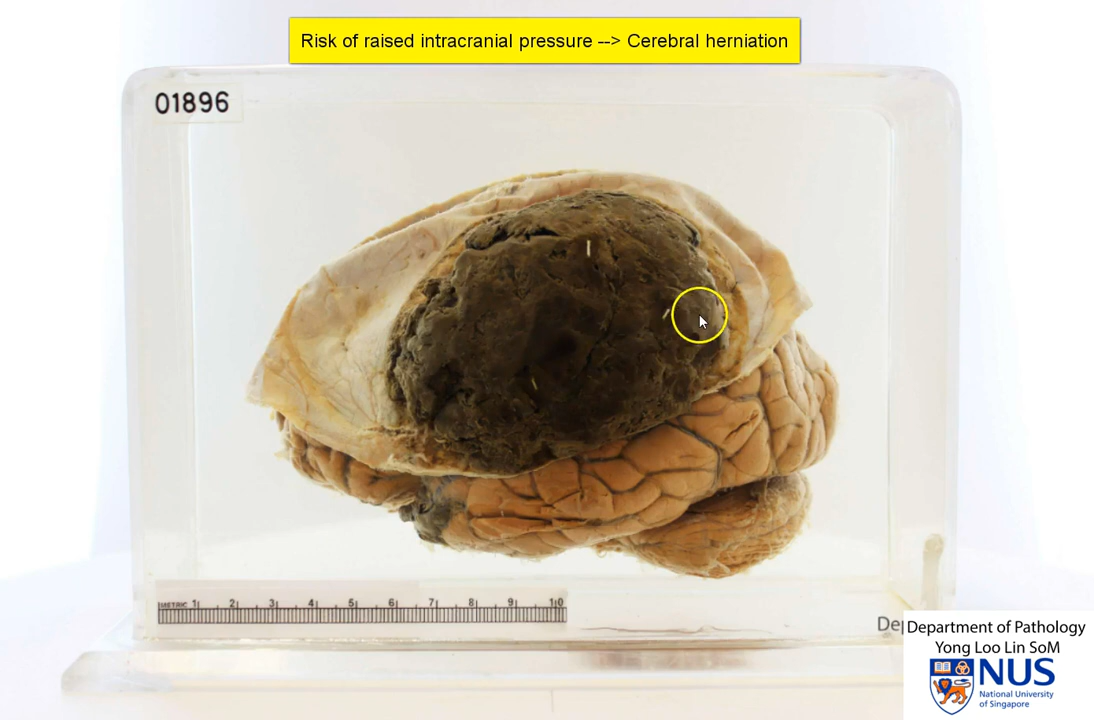 Risk of raised intracranial pressure --> Cerebral herniation
01896
METRIC 1 2 3 4 5 6 7 8 9 10
Department of Pathology
Yong Loo Lin SoM
NUS
National University
of Singapore